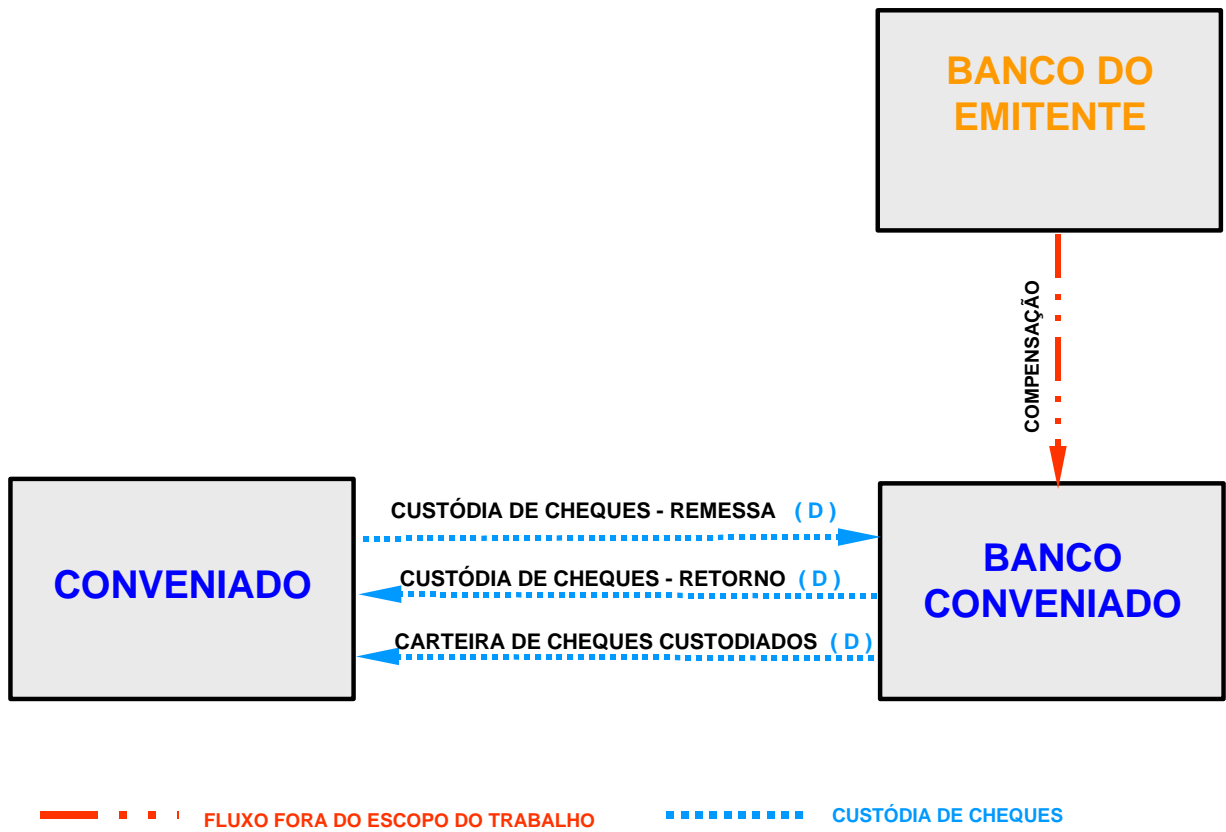 BANCO DO
EMITENTE
COMPENSAÇÃO
CUSTÓDIA DE CHEQUES - REMESSA ( D )
CONVENIADO
CUSTÓDIA DE CHEQUES - RETORNO ( D )
BANCO
CONVENIADO
CARTEIRA DE CHEQUES CUSTODIADOS ( D )
FLUXO FORA DO ESCOPO DO TRABALHO
CUSTÓDIA DE CHEQUES